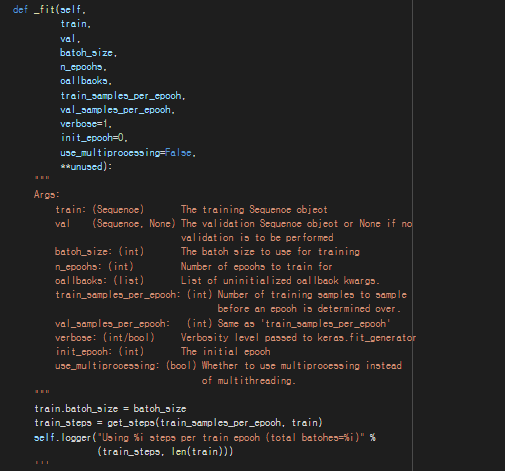 def _fit(self,
train,
val,
batch_size,
n_epochs,
callbacks,
train_samples_per_epoch,
val_samples_per_epoch,
verbose=1,
init_epoch=0,
use_multiprocessing=False,
**unused):
"""
Args:
train: (Sequence) The training Sequence object
val (Sequence, None) The validation Sequence object or None if no
validation is to be performed
batch_size: (int) The batch size to use for training
n_epochs: (int) Number of epochs to train for
callbacks: (list) List of uninitialized callback kwargs.
train_samples_per_epoch: (int) Number of training samples to sample
before an epoch is determined over.
val_samples_per_epoch: (int) Same as 'train_samples_per_epoch'
verbose: (int/bool) Verbosity level passed to keras.fit_generator
init_epoch: (int) The initial epoch
use_multiprocessing: (bool) Whether to use multiprocessing instead
of multithreading.
"""
train.batch_size = batch_size
train_steps = get_steps(train_samples_per_epoch, train)
self.logger("Using %i steps per train epoch (total batches=%i)" %
(train_steps, len(train)))
'''